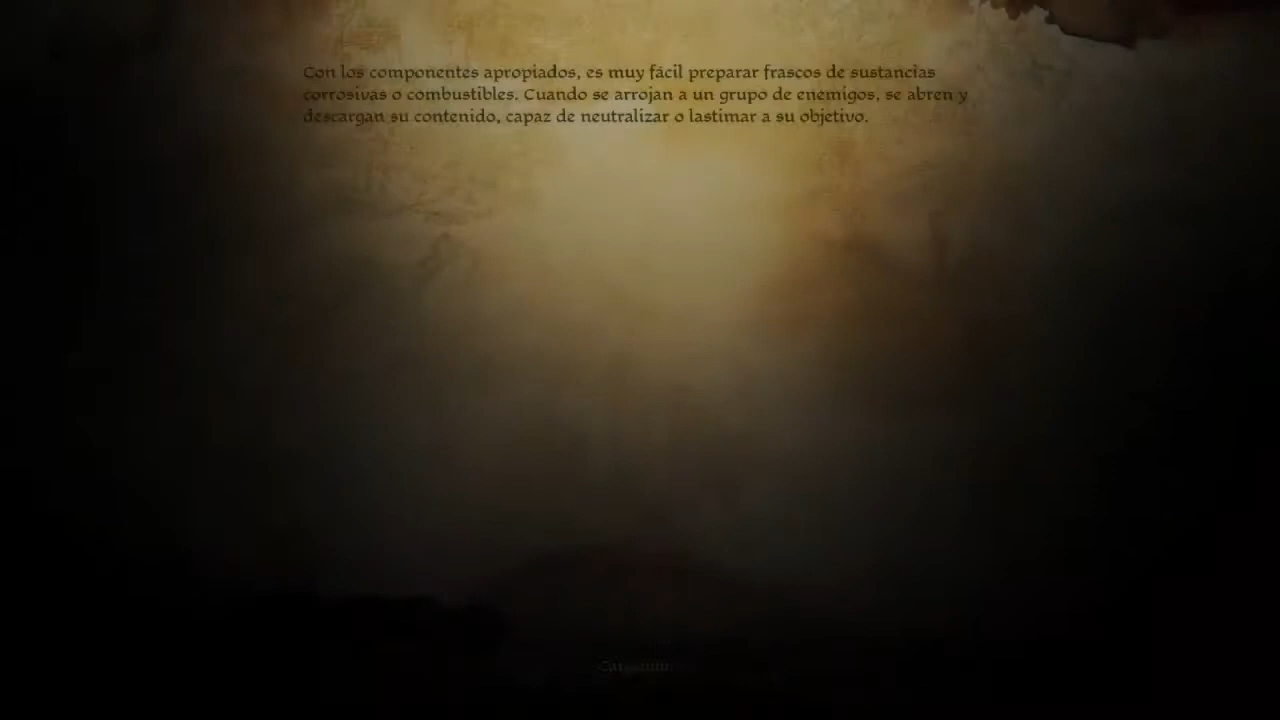 Con los componentes apropiados, es muy fácil preparar frascos de sustancias
corrosivas o combustibles. Cuando se arrojan a un grupo de enemigos, se abren y
descargan su contenido, capaz de neutralizar o lastimar a su objetivo.